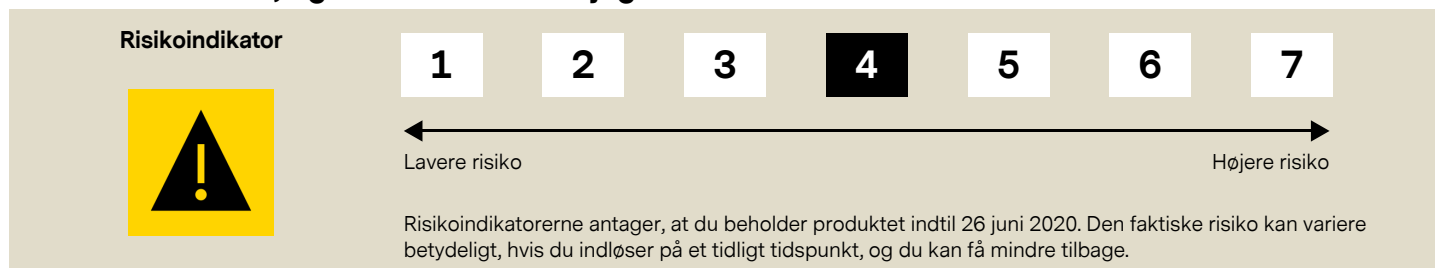 Risikoindikator
1 2 3 4 5 6 7
Lavere risiko Højere risiko
Risikoindikatorerne antager, at du beholder produktet indtil 26 juni 2020. Den faktiske risiko kan variere
betydeligt, hvis du indløser på et tidligt tidspunkt, og du kan få mindre tilbage.